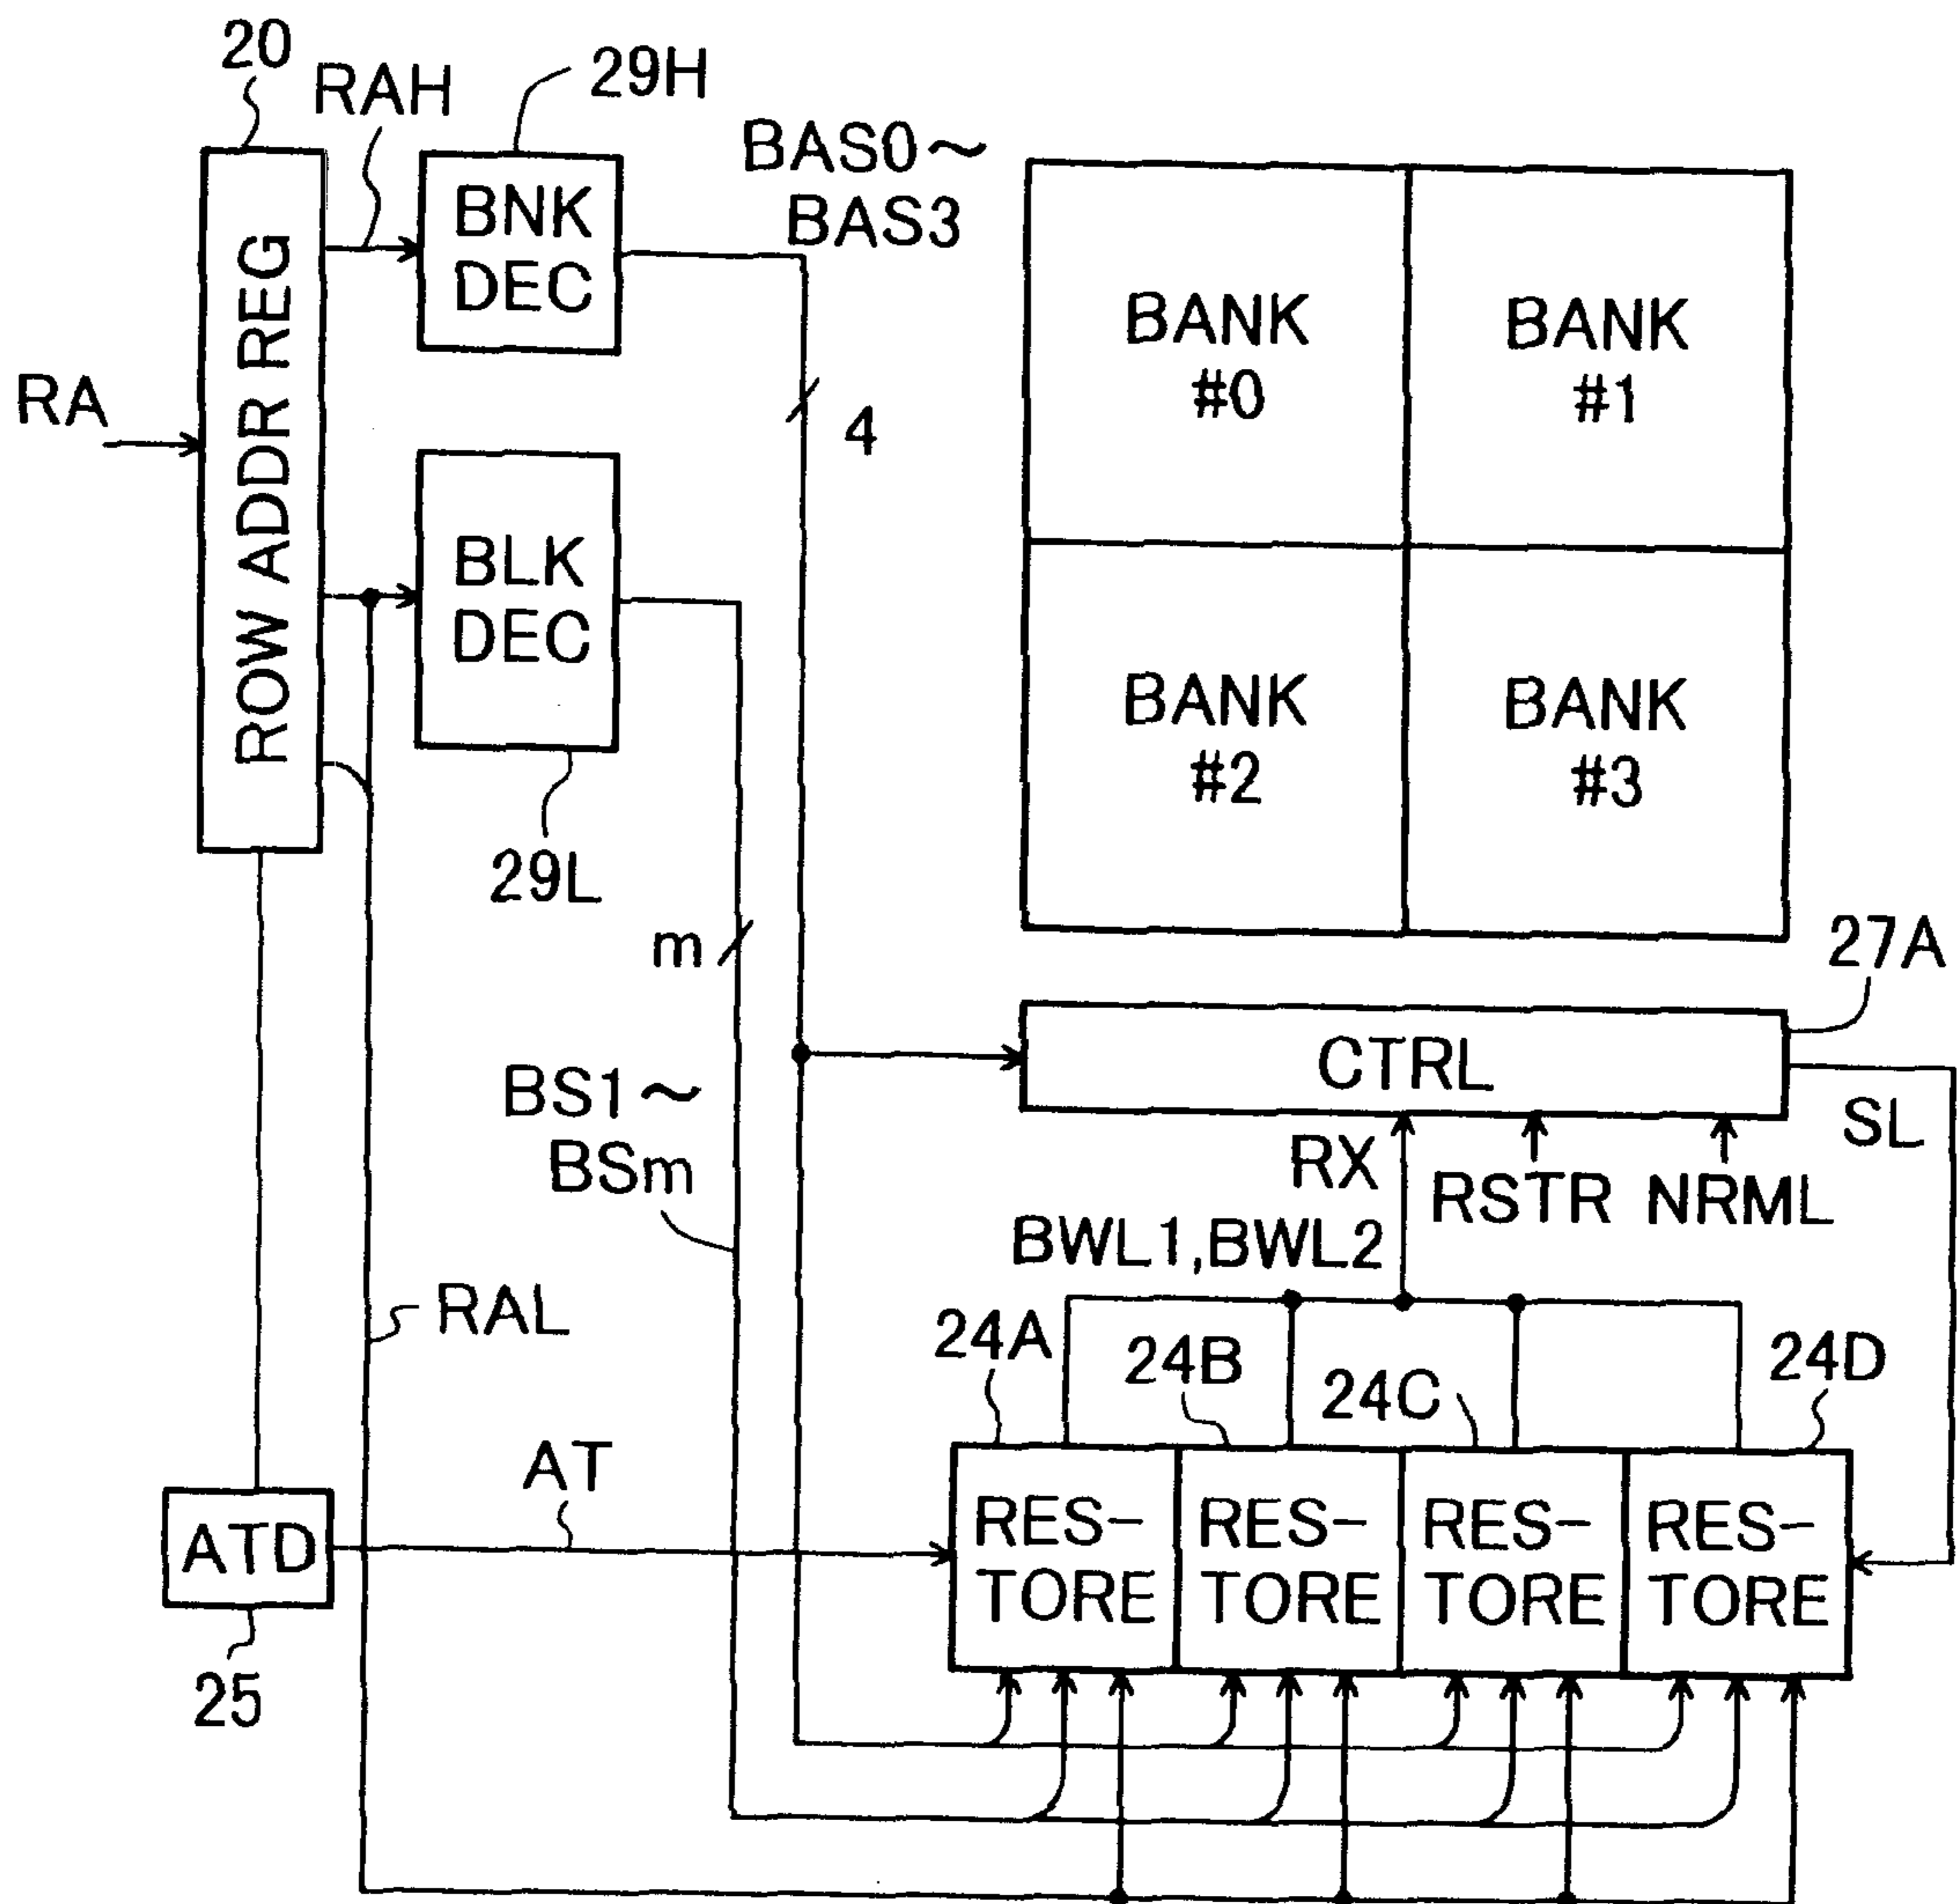 20
RAH
29H
BNK
DEC
BAS0~
BAS3
BANK
#0
BANK
#1
RA
ROW ADDR REG
4
BLK
DEC
BANK
#2
BANK
#3
29L
m
27A
CTRL
SL
BS1~
BSm
RX
RSTR NRML
BWL1,BWL2
RAL
24A
24B
24C
24D
AT
ATD
RES-
TORE
RES-
TORE
RES-
TORE
RES-
TORE
25